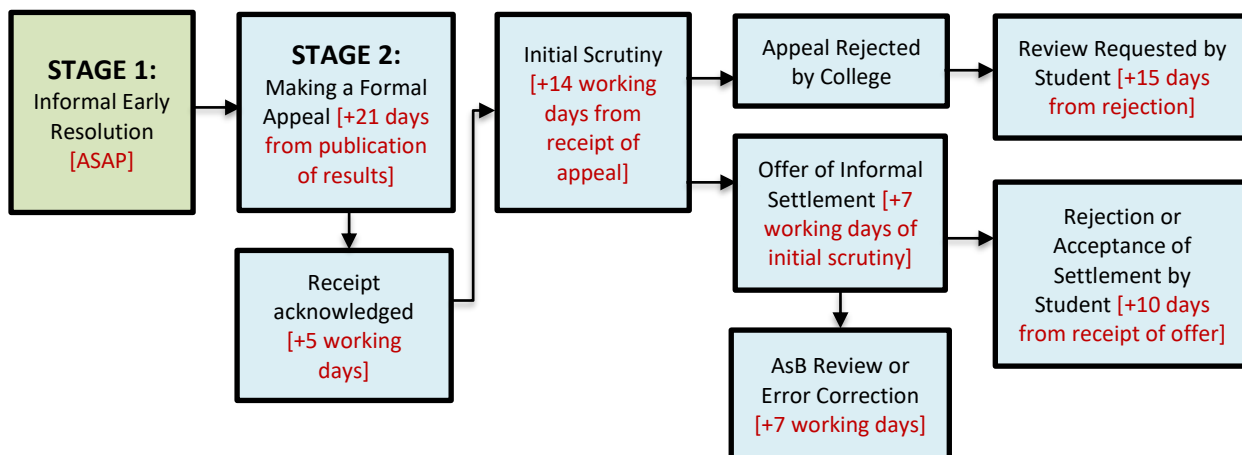 STAGE 1:
Informal Early
Resolution
[ASAP]
STAGE 2:
Making a Formal
Appeal [+21 days
from publication
of results]
Receipt
acknowledged
[+5 working
days]
Initial Scrutiny
[+14 working
days from
receipt of
appeal]
Appeal Rejected
by College
Review Requested by
Student [+15 days
from rejection]
Offer of Informal
Settlement [+7
working days of
initial scrutiny]
Rejection or
Acceptance of
Settlement by
Student [+10 days
from receipt of offer]
AsB Review or
Error Correction
[+7 working days]